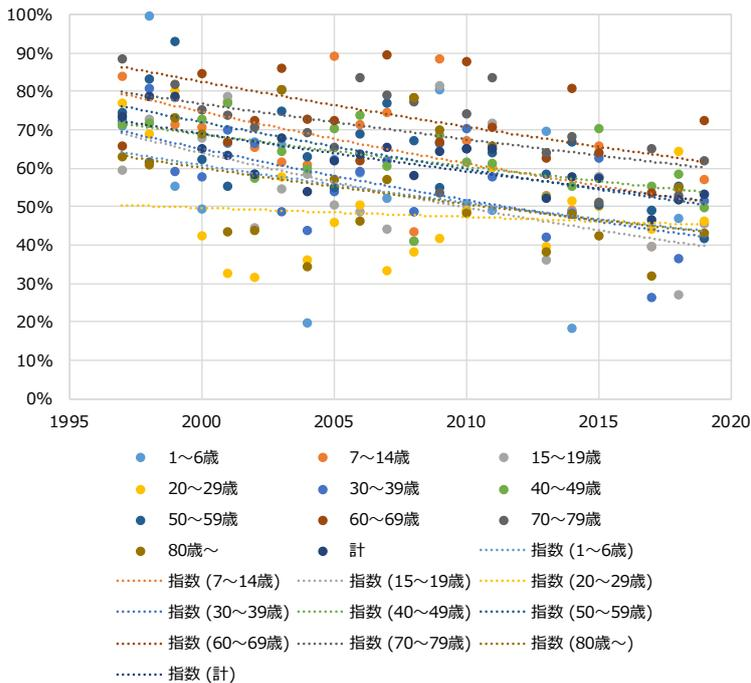 100%
90%
80%
70%
60%
50%
40%
30%
20%
10%
0%
1995 2000 2005 2010 2015 2020
1～6歳 7～14歳 15～19歳
20～29歳 30～39歳 40～49歳
50～59歳 60～69歳 70～79歳
80歳～ 計 指数 (1～6歳)
指数 (7～14歳) 指数 (15～19歳) 指数 (20～29歳)
指数 (30～39歳) 指数 (40～49歳) 指数 (50～59歳)
指数 (60～69歳) 指数 (70～79歳) 指数 (80歳～)
指数 (計)